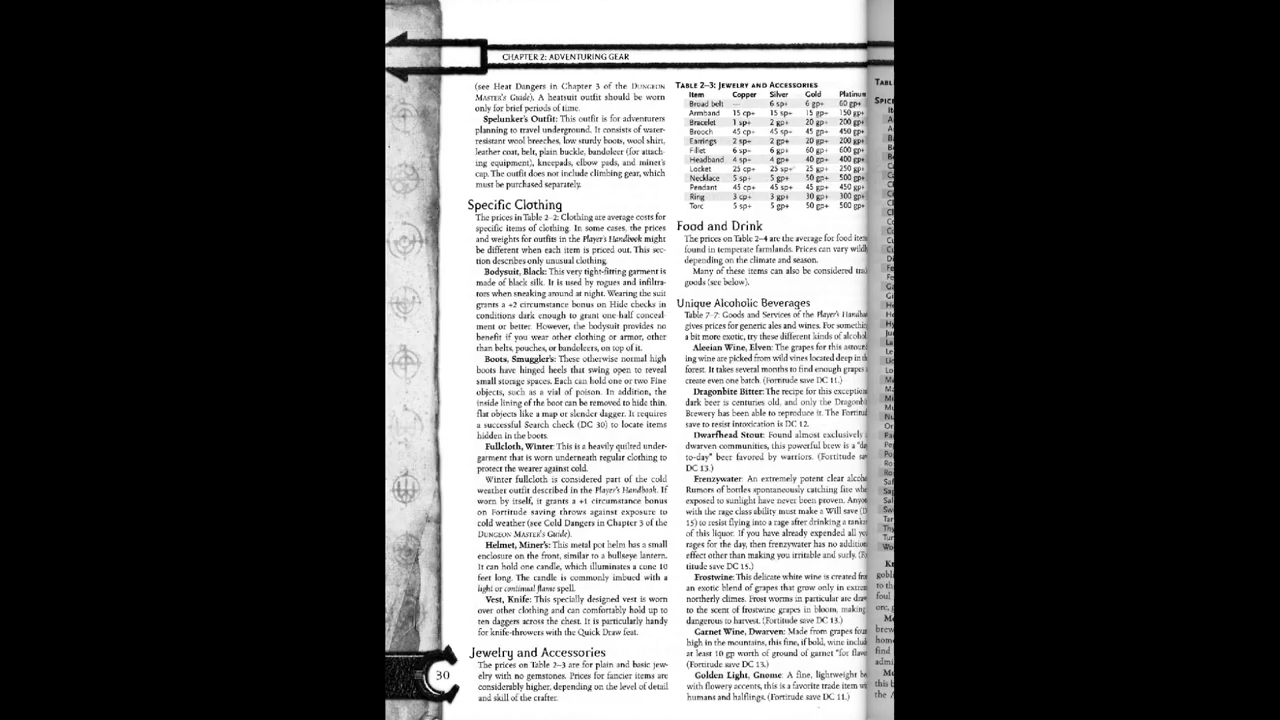 CHAPTER 2: ADVENTURING GEAR
(see Heat Dangers in Chapter 3 of the DUNGEON
MASTER'S Guide). A heatsuit outfit should be worn
only for brief periods of time.
Spelunker's Outfit: This outfit is for adventurers
planning to travel underground. It consists of water-
resistant wool breeches, low sturdy boots, wool shirt,
leather coat, belt, plain buckle, bandoleer (for attach-
ing equipment), kneepads, elbow pads, and miner's
cap. The outfit does not include climbing gear, which
must be purchased separately.
Specific Clothing
The prices in Table 2–2: Clothing are average costs for
specific items of clothing. In some cases, the prices
and weights for outfits in the Player's Handbook might
be different when each item is priced out. This sec-
tion describes only unusual clothing.
Bodysuit, Black: This very tight-fitting garment is
made of black silk. It is used by rogues and infiltra-
tors when sneaking around at night. Wearing the suit
grants a +2 circumstance bonus on Hide checks in
conditions dark enough to grant one-half conceal-
ment or better. However, the bodysuit provides no
benefit if you wear other clothing or armor, other
than belts, pouches, or bandoleers, on top of it.
Boots, Smuggler's: These otherwise normal high
boots have hinged heels that swing open to reveal
small storage spaces. Each can hold one or two Fine
objects, such as a vial of poison. In addition, the
inside lining of the boot can be removed to hide thin,
flat objects like a map or slender dagger. It requires
a successful Search check (DC 30) to locate items
hidden in the boots.
Fullcloth, Winter: This is a heavily quilted under-
garment that is worn underneath regular clothing to
protect the wearer against cold.
Winter fullcloth is considered part of the cold
weather outfit described in the Player's Handbook. If
worn by itself, it grants a +1 circumstance bonus
on Fortitude saving throws against exposure to
cold weather (see Cold Dangers in Chapter 3 of the
DUNGEON MASTER'S Guide).
Helmet, Miner's: This metal pot helm has a small
enclosure on the front, similar to a bullseye lantern.
It can hold one candle, which illuminates a cone 10
feet long. The candle is commonly imbued with a
light or continual flame spell.
Vest, Knife: This specially designed vest is worn
over other clothing and can comfortably hold up to
ten daggers across the chest. It is particularly handy
for knife-throwers with the Quick Draw feat.
Jewelry and Accessories
The prices on Table 2–3 are for plain and basic jew-
elry with no gemstones. Prices for fancier items are
considerably higher, depending on the level of detail
and skill of the crafter.
30
TABLE 2–3: JEWELRY AND ACCESSORIES
Item Copper Silver Gold Platinum
Broad belt — 6 sp+ 6 gp+ 60 gp+
Armband 15 cp+ 15 sp+ 15 gp+ 150 gp+
Bracelet 1 sp+ 2 gp+ 20 gp+ 200 gp+
Brooch 45 cp+ 45 sp+ 45 gp+ 450 gp+
Earrings 2 sp+ 2 gp+ 20 gp+ 200 gp+
Fillet 6 sp+ 6 gp+ 60 gp+ 600 gp+
Headband 4 sp+ 4 gp+ 40 gp+ 400 gp+
Locket 25 cp+ 25 sp+ 25 gp+ 250 gp+
Necklace 5 sp+ 5 gp+ 50 gp+ 500 gp+
Pendant 45 cp+ 45 sp+ 45 gp+ 450 gp+
Ring 3 cp+ 3 gp+ 30 gp+ 300 gp+
Torc 5 sp+ 5 gp+ 50 gp+ 500 gp+
Food and Drink
The prices on Table 2–4 are the average for food item
found in temperate farmlands. Prices can vary wildly
depending on the climate and season.
Many of these items can also be considered tra
goods (see below).
Unique Alcoholic Beverages
Table 7–7: Goods and Services of the Player's Handbo
gives prices for generic ales and wines. For somethin
a bit more exotic, try these different kinds of alcohol
Alecian Wine, Elven: The grapes for this astoun
ing wine are picked from wild vines located deep in th
forest. It takes several months to find enough grapes
create even one batch. (Fortitude save DC 11.)
Dragonbite Bitter: The recipe for this exception
dark beer is centuries old, and only the Dragonbi
Brewery has been able to reproduce it. The Fortitu
save to resist intoxication is DC 12.
Dwarfhead Stout: Found almost exclusively
dwarven communities, this powerful brew is a "da
to-day" beer favored by warriors. (Fortitude sa
DC 13.)
Frenzywater: An extremely potent clear alcoho
Rumors of bottles spontaneously catching fire whe
exposed to sunlight have never been proven. Anyo
with the rage class ability must make a Will save (D
15) to resist flying into a rage after drinking a tanka
of this liquor. If you have already expended all yo
rages for the day, then frenzywater has no addition
effect other than making you irritable and surly. (Fo
titude save DC 15.)
Frostwine: This delicate white wine is created fro
an exotic blend of grapes that grow only in extrem
northerly climes. Frost worms in particular are draw
to the scent of frostwine grapes in bloom, making
dangerous to harvest. (Fortitude save DC 13.)
Garnet Wine, Dwarven: Made from grapes foun
high in the mountains, this fine, if bold, wine includ
at least 10 gp worth of ground of garnet "for flavo
(Fortitude save DC 13.)
Golden Light, Gnome: A fine, lightweight be
with flowery accents, this is a favorite trade item wi
humans and halflings. (Fortitude save DC 11.)